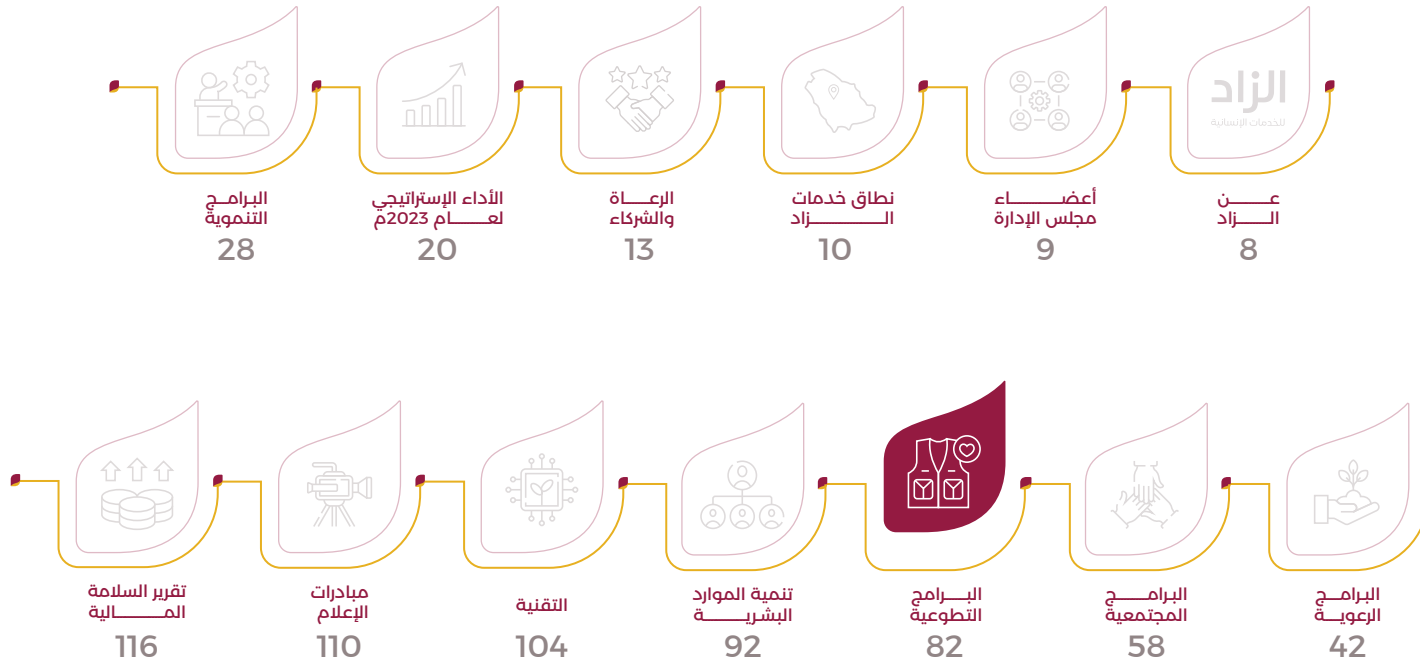 الزاد
للخدمات الإنسانية
عن
الزاد
8
أعضاء
مجلس الإدارة
9
نطاق خدمات
الزاد
10
الرعاة
والشركاء
13
الأداء الإستراتيجي
لعام 2023م
20
البرامج
التنموية
28
البرامج
الرعوية
42
البرامج
المجتمعية
58
البرامج
التطوعية
82
تنمية الموارد
البشرية
92
التقنية
104
مبادرات
الإعلام
110
تقرير السلامة
المالية
116